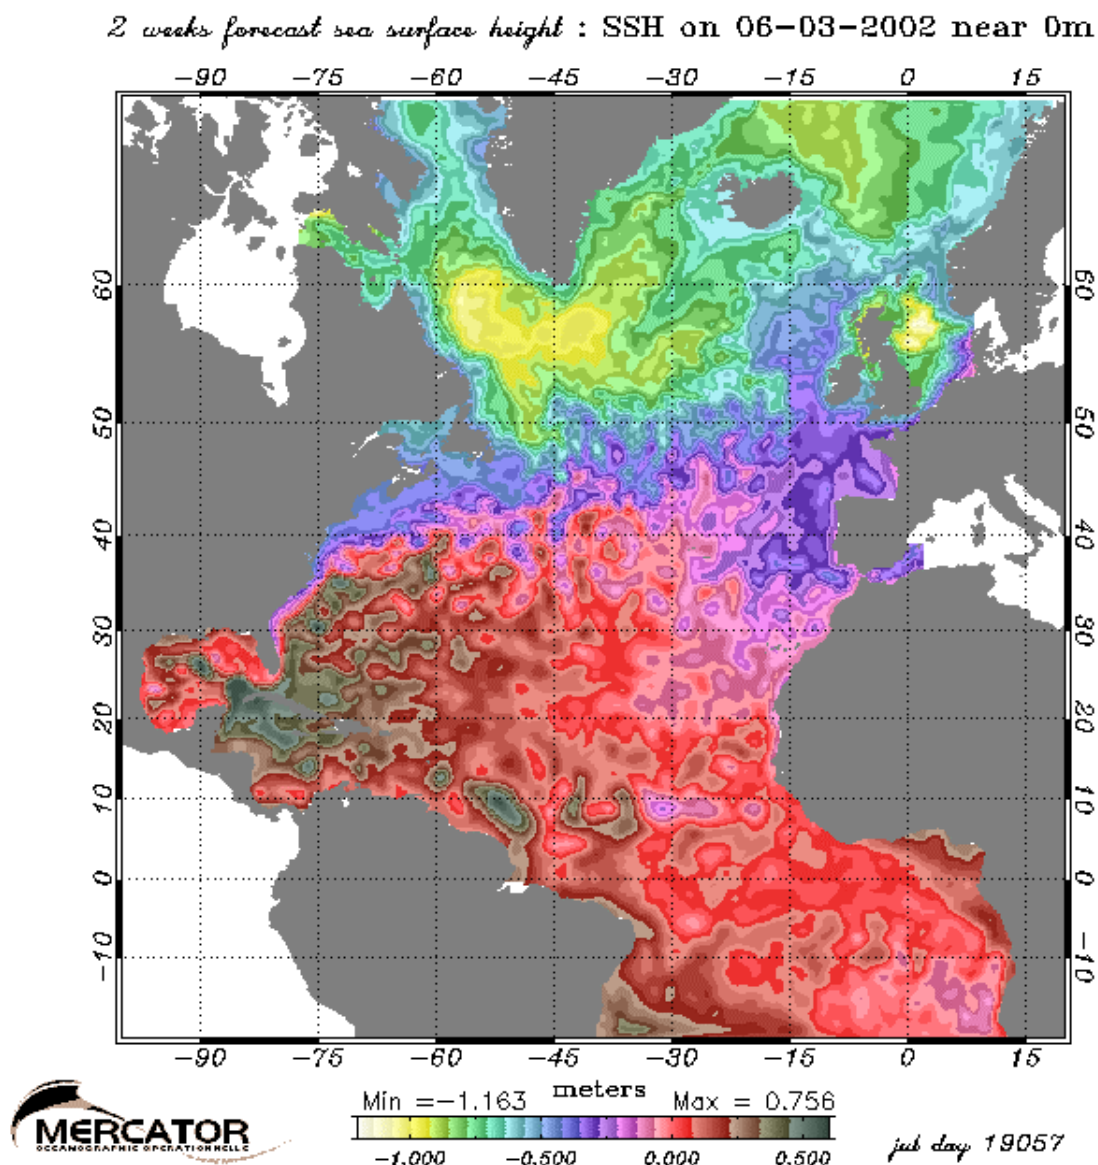 2 weeks forecast sea surface height : SSH on 06-03-2002 near 0m
-90 -75 -60 -45 -30 -15 0 15
60 60
50 50
40 40
30 30
20 20
10 10
0 0
-10 -10
-90 -75 -60 -45 -30 -15 0 15
meters
Min =-1.163 Max = 0.756
-1.000 -0.500 0.000 0.500
MERCATOR
OCEANOGRAPHIE OPERATIONNELLE
jul day 19057